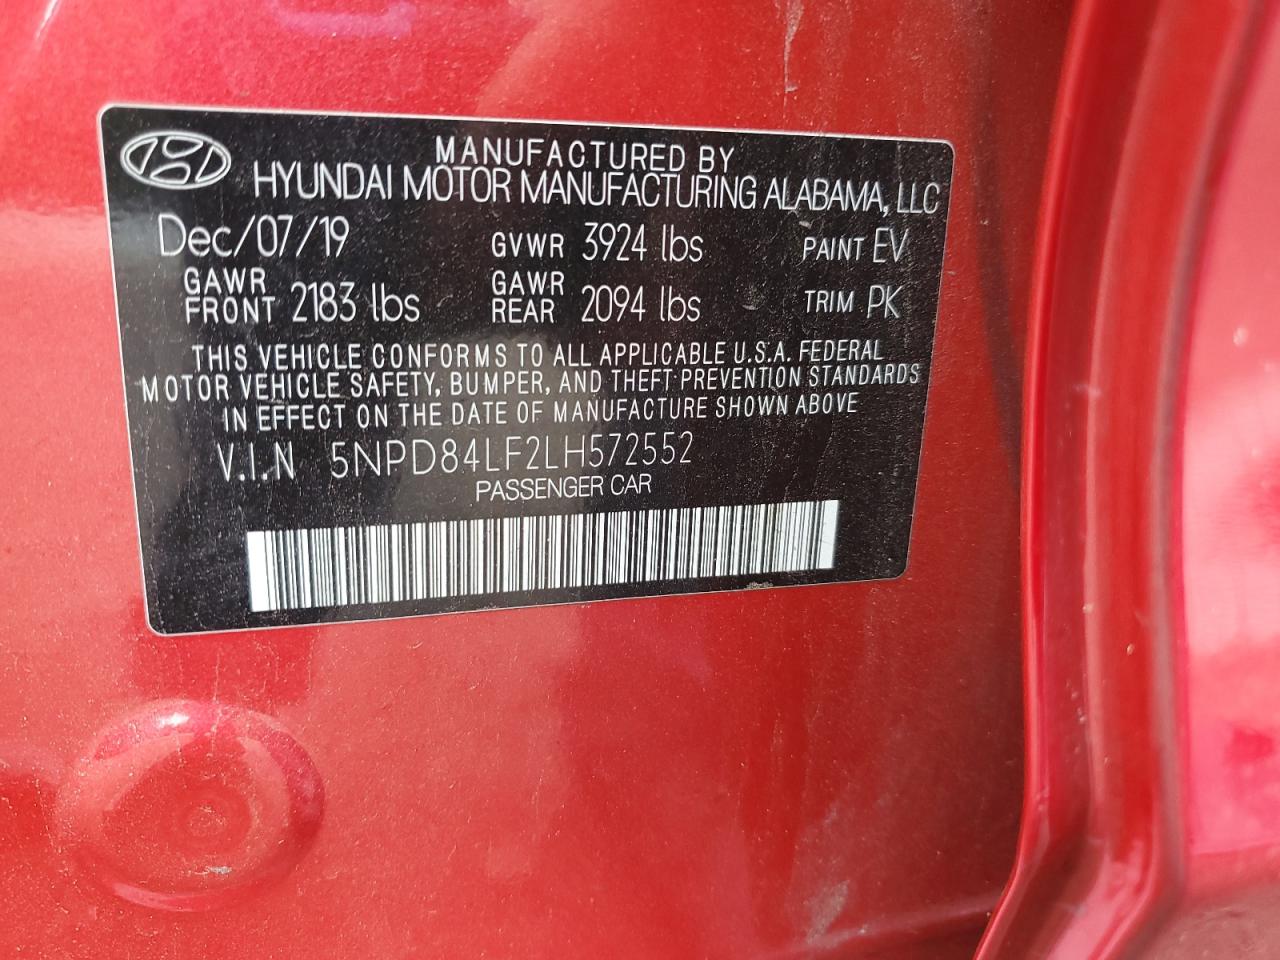 MANUFACTURED BY
HYUNDAI MOTOR MANUFACTURING ALABAMA, LLC
Dec/07/19 GVWR 3924 lbs PAINT EV
GAWR FRONT 2183 lbs GAWR REAR 2094 lbs TRIM PK
THIS VEHICLE CONFORMS TO ALL APPLICABLE U.S.A. FEDERAL
MOTOR VEHICLE SAFETY, BUMPER, AND THEFT PREVENTION STANDARDS
IN EFFECT ON THE DATE OF MANUFACTURE SHOWN ABOVE
V.I.N 5NPD84LF2LH572552
PASSENGER CAR